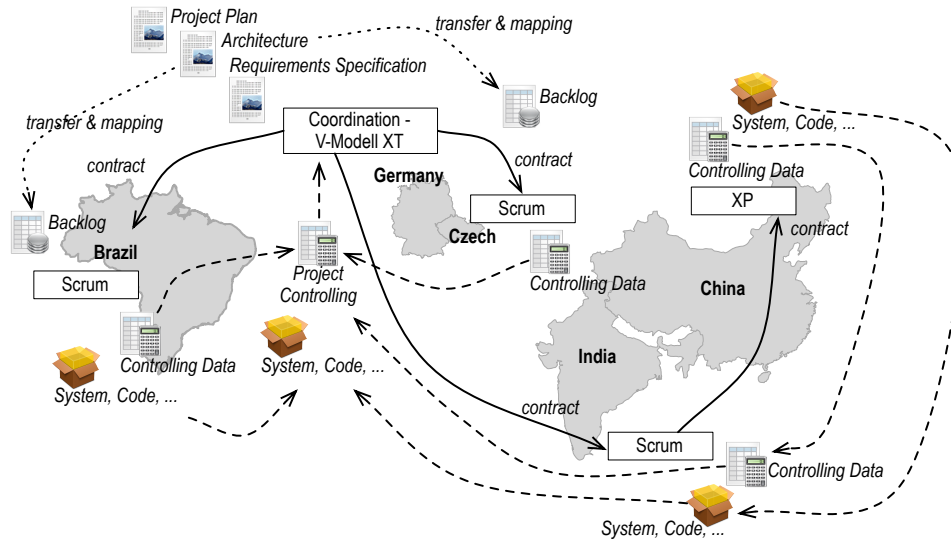 Project Plan
Architecture
transfer & mapping
Requirements Specification
Backlog
transfer & mapping
Coordination -
V-Modell XT
System, Code, ...
contract
contract
Controlling Data
Germany
XP
Scrum
Backlog
contract
Brazil
Czech
Scrum
Project
Controlling
Controlling Data
China
India
Controlling Data
System, Code, ...
System, Code, ...
contract
Scrum
Controlling Data
System, Code, ...